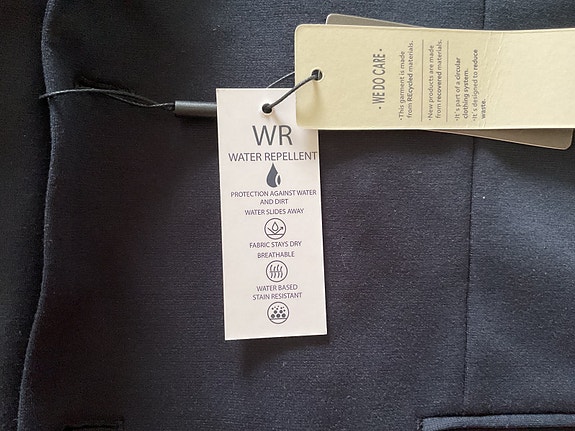 WR
WATER REPELLENT
PROTECTION AGAINST WATER
AND DIRT
WATER SLIDES AWAY
FABRIC STAYS DRY
BREATHABLE
WATER BASED
STAIN RESISTANT
• WE DO CARE •
•This garment is made
from REcycled materials.
•New products are made
from recovered materials.
•It´s part of a circular
clothing system.
•It´s designed to reduce
waste.